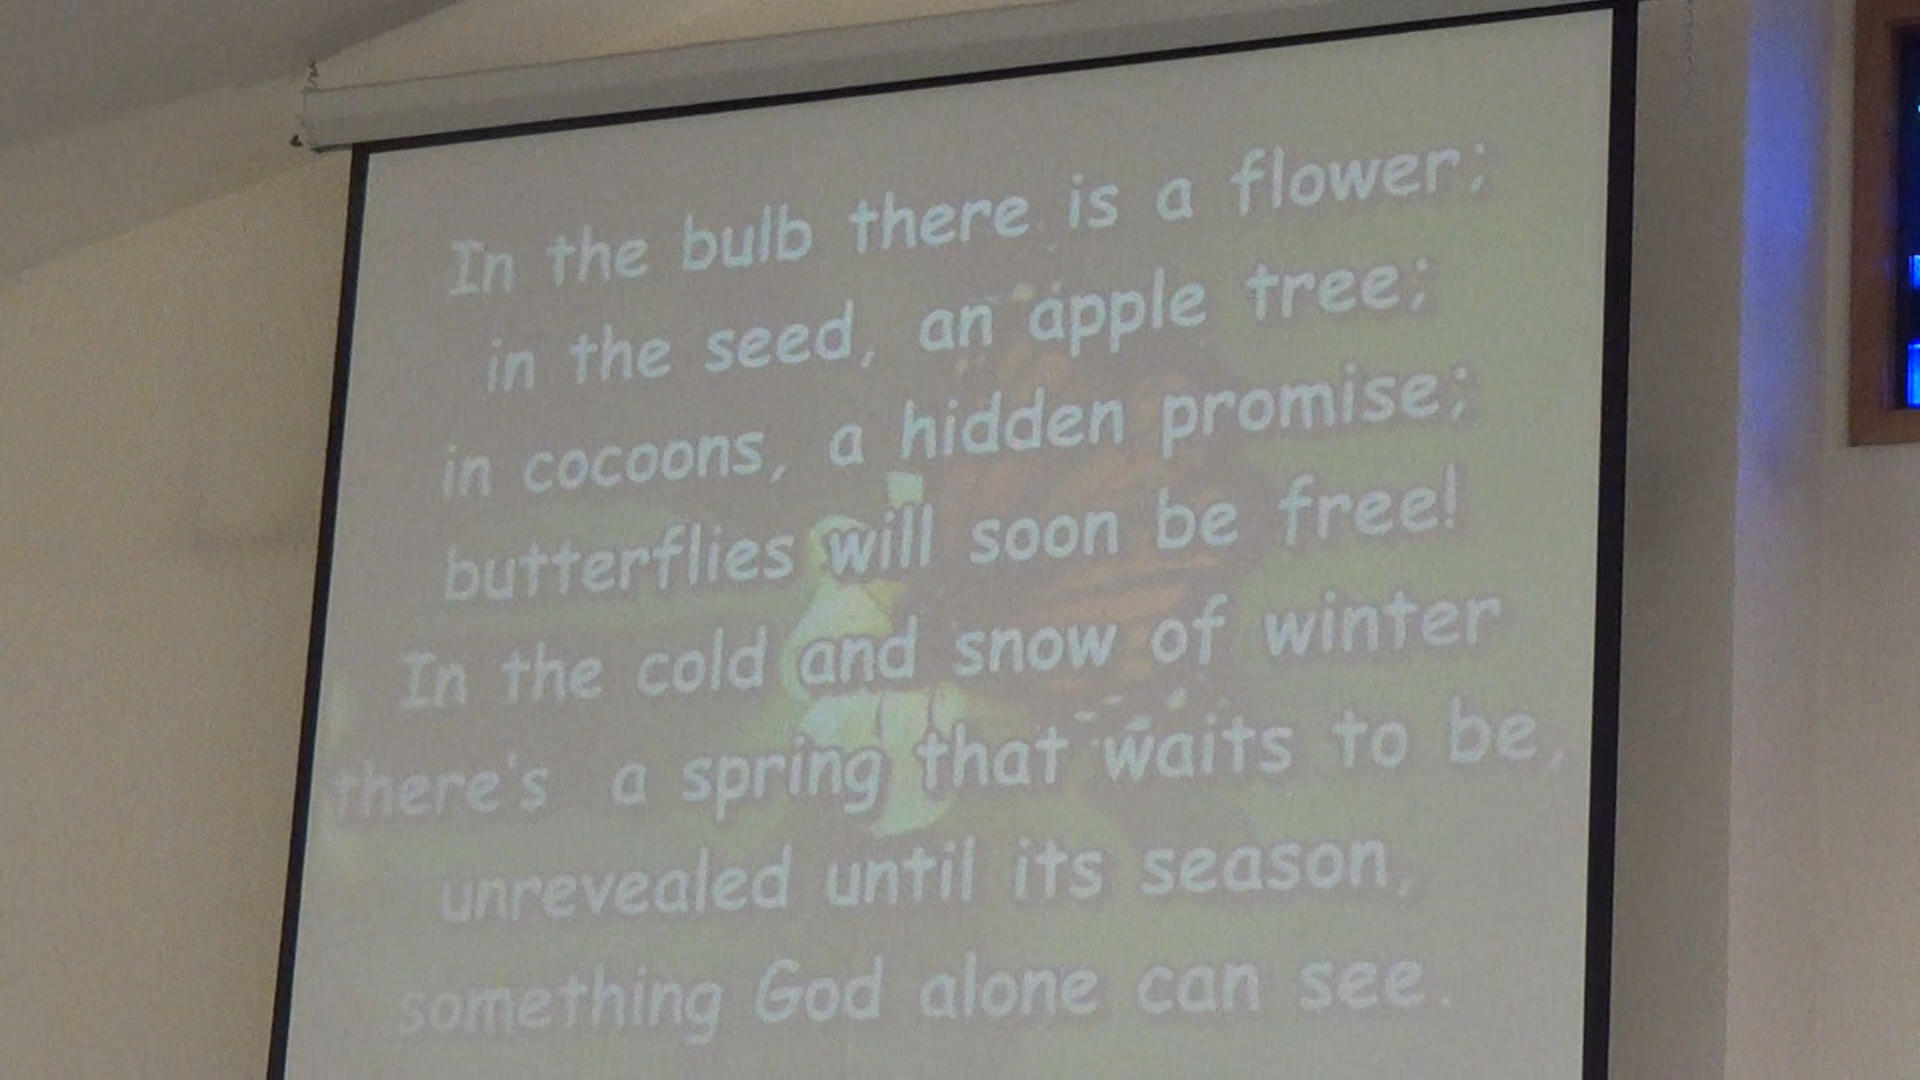 In the bulb there is a flower;
in the seed, an apple tree;
in cocoons, a hidden promise;
butterflies will soon be free!
In the cold and snow of winter
there's a spring that waits to be,
unrevealed until its season,
something God alone can see.